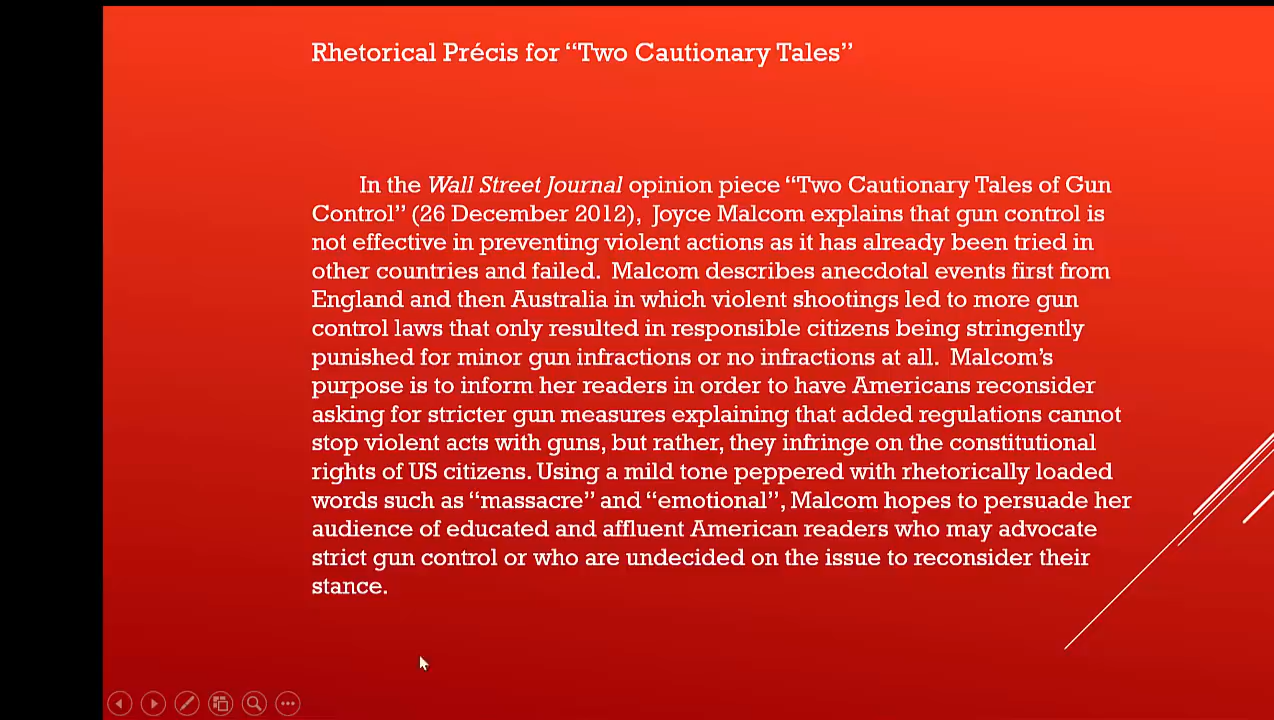 Rhetorical Précis for “Two Cautionary Tales”
In the Wall Street Journal opinion piece “Two Cautionary Tales of Gun
Control” (26 December 2012), Joyce Malcom explains that gun control is
not effective in preventing violent actions as it has already been tried in
other countries and failed. Malcom describes anecdotal events first from
England and then Australia in which violent shootings led to more gun
control laws that only resulted in responsible citizens being stringently
punished for minor gun infractions or no infractions at all. Malcom’s
purpose is to inform her readers in order to have Americans reconsider
asking for stricter gun measures explaining that added regulations cannot
stop violent acts with guns, but rather, they infringe on the constitutional
rights of US citizens. Using a mild tone peppered with rhetorically loaded
words such as “massacre” and “emotional”, Malcom hopes to persuade her
audience of educated and affluent American readers who may advocate
strict gun control or who are undecided on the issue to reconsider their
stance.